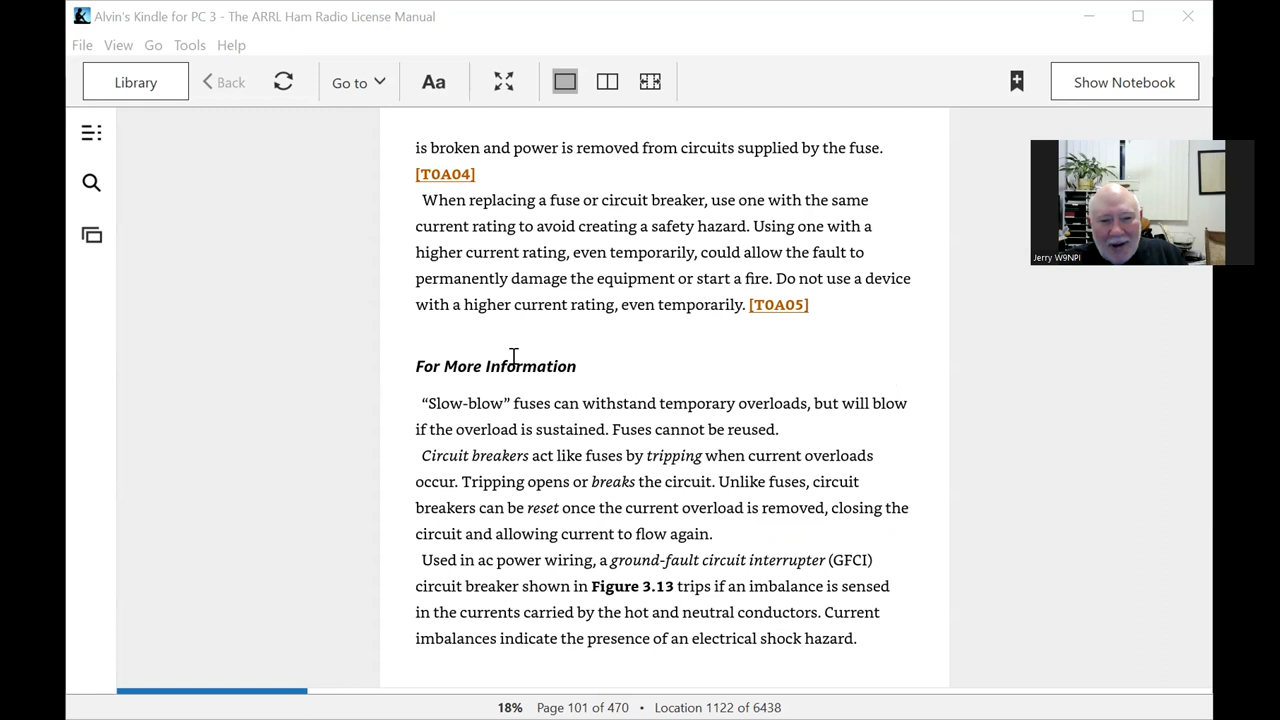 Alvin's Kindle for PC 3 - The ARRL Ham Radio License Manual
File View Go Tools Help
Library Back Go to Aa Show Notebook
is broken and power is removed from circuits supplied by the fuse.
[T0A04]
When replacing a fuse or circuit breaker, use one with the same
current rating to avoid creating a safety hazard. Using one with a
higher current rating, even temporarily, could allow the fault to
permanently damage the equipment or start a fire. Do not use a device
with a higher current rating, even temporarily. [T0A05]
For More Information
“Slow-blow” fuses can withstand temporary overloads, but will blow
if the overload is sustained. Fuses cannot be reused.
Circuit breakers act like fuses by tripping when current overloads
occur. Tripping opens or breaks the circuit. Unlike fuses, circuit
breakers can be reset once the current overload is removed, closing the
circuit and allowing current to flow again.
Used in ac power wiring, a ground-fault circuit interrupter (GFCI)
circuit breaker shown in Figure 3.13 trips if an imbalance is sensed
in the currents carried by the hot and neutral conductors. Current
imbalances indicate the presence of an electrical shock hazard.
Jerry W9NPI
18% Page 101 of 470 • Location 1122 of 6438